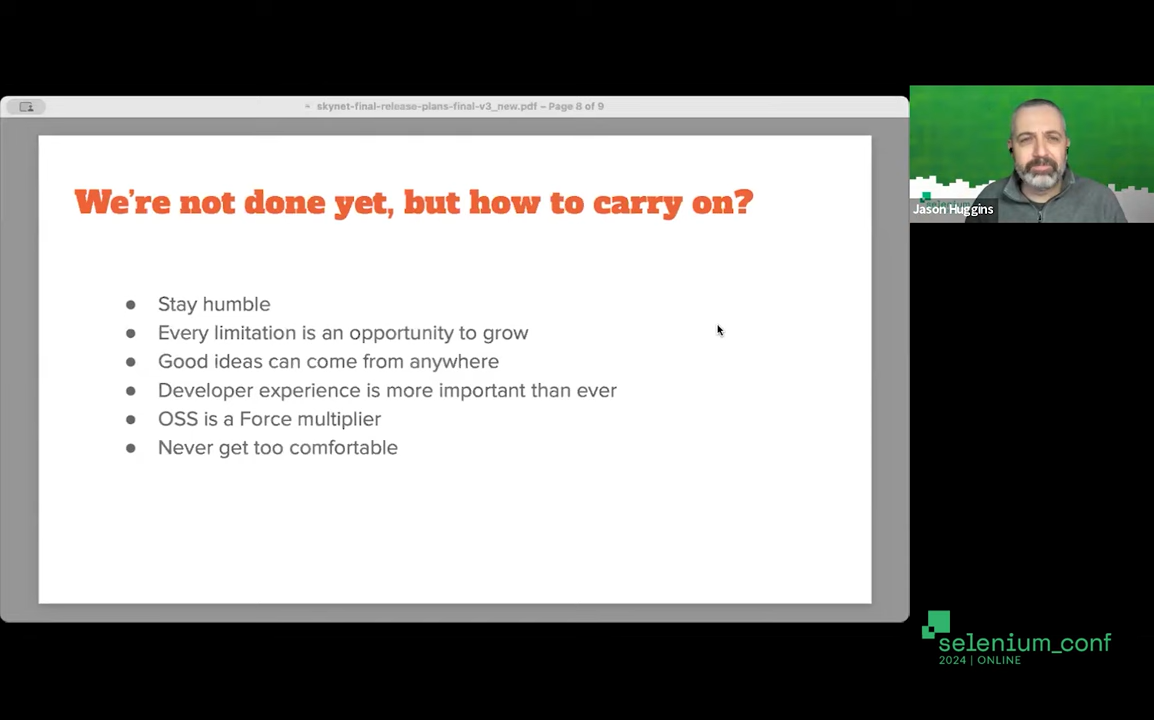 skynet-final-release-plans-final-v3_new.pdf – Page 8 of 9
We're not done yet, but how to carry on?
Stay humble
Every limitation is an opportunity to grow
Good ideas can come from anywhere
Developer experience is more important than ever
OSS is a Force multiplier
Never get too comfortable
Jason Huggins
selenium_conf
2024 | ONLINE